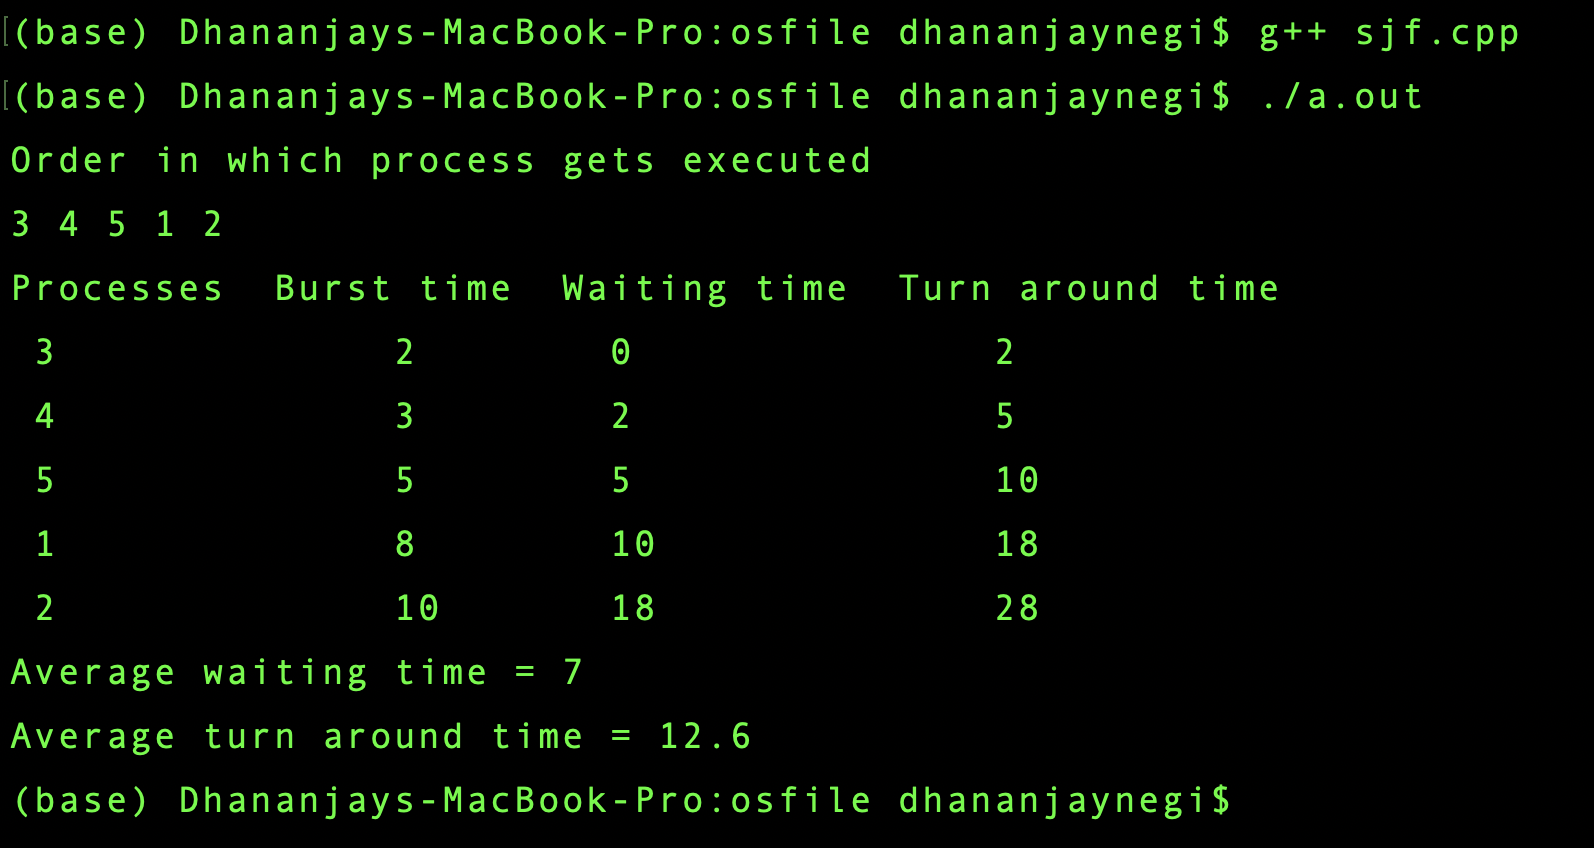 [(base) Dhananjays-MacBook-Pro:osfile dhananjaynegi$ g++ sjf.cpp
[(base) Dhananjays-MacBook-Pro:osfile dhananjaynegi$ ./a.out
Order in which process gets executed
3 4 5 1 2
Processes  Burst time  Waiting time  Turn around time
 3              2        0               2
 4              3        2               5
 5              5        5               10
 1              8        10              18
 2              10       18              28
Average waiting time = 7
Average turn around time = 12.6
(base) Dhananjays-MacBook-Pro:osfile dhananjaynegi$